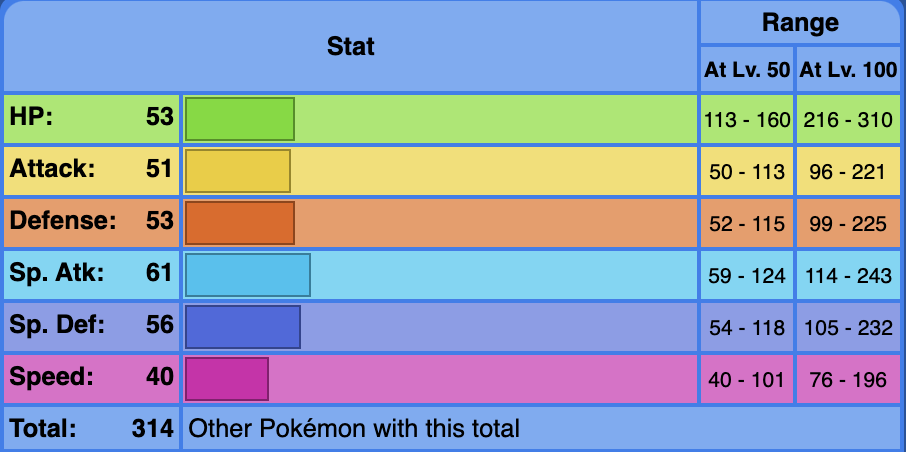 Stat Range
At Lv. 50 At Lv. 100
HP: 53 113 - 160 216 - 310
Attack: 51 50 - 113 96 - 221
Defense: 53 52 - 115 99 - 225
Sp. Atk: 61 59 - 124 114 - 243
Sp. Def: 56 54 - 118 105 - 232
Speed: 40 40 - 101 76 - 196
Total: 314 Other Pokémon with this total